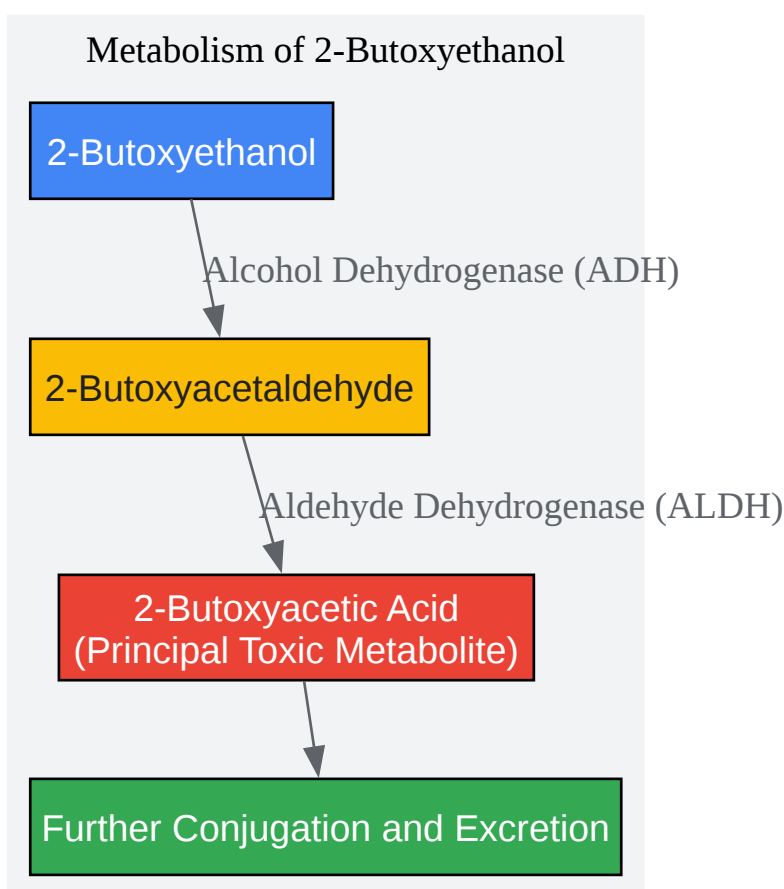 Metabolism of 2-Butoxyethanol
2-Butoxyethanol
Alcohol Dehydrogenase (ADH)
2-Butoxyacetaldehyde
Aldehyde Dehydrogenase (ALDH)
2-Butoxyacetic Acid
(Principal Toxic Metabolite)
Further Conjugation and Excretion